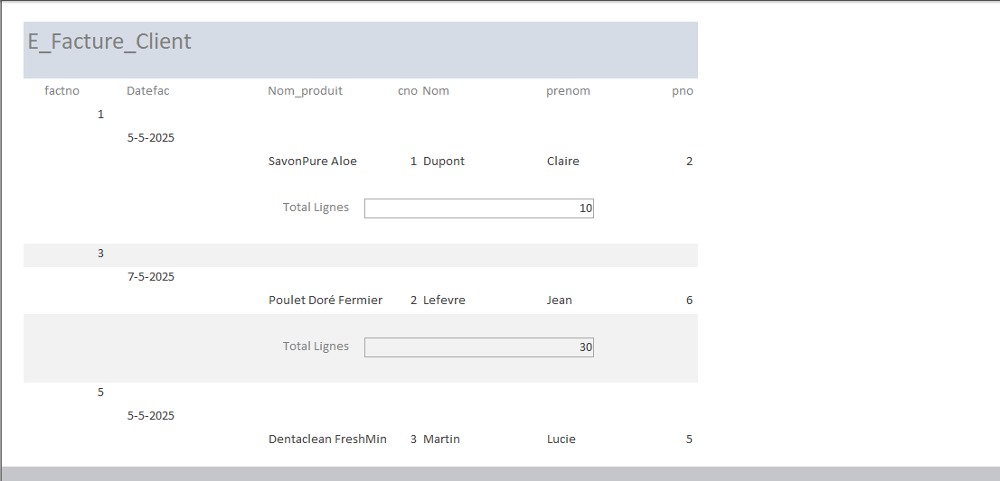 E_Facture_Client
factno Datefac Nom_produit cno Nom prenom pno
1
5-5-2025
SavonPure Aloe 1 Dupont Claire 2
Total Lignes 10
3
7-5-2025
Poulet Doré Fermier 2 Lefevre Jean 6
Total Lignes 30
5
5-5-2025
Dentaclean FreshMin 3 Martin Lucie 5